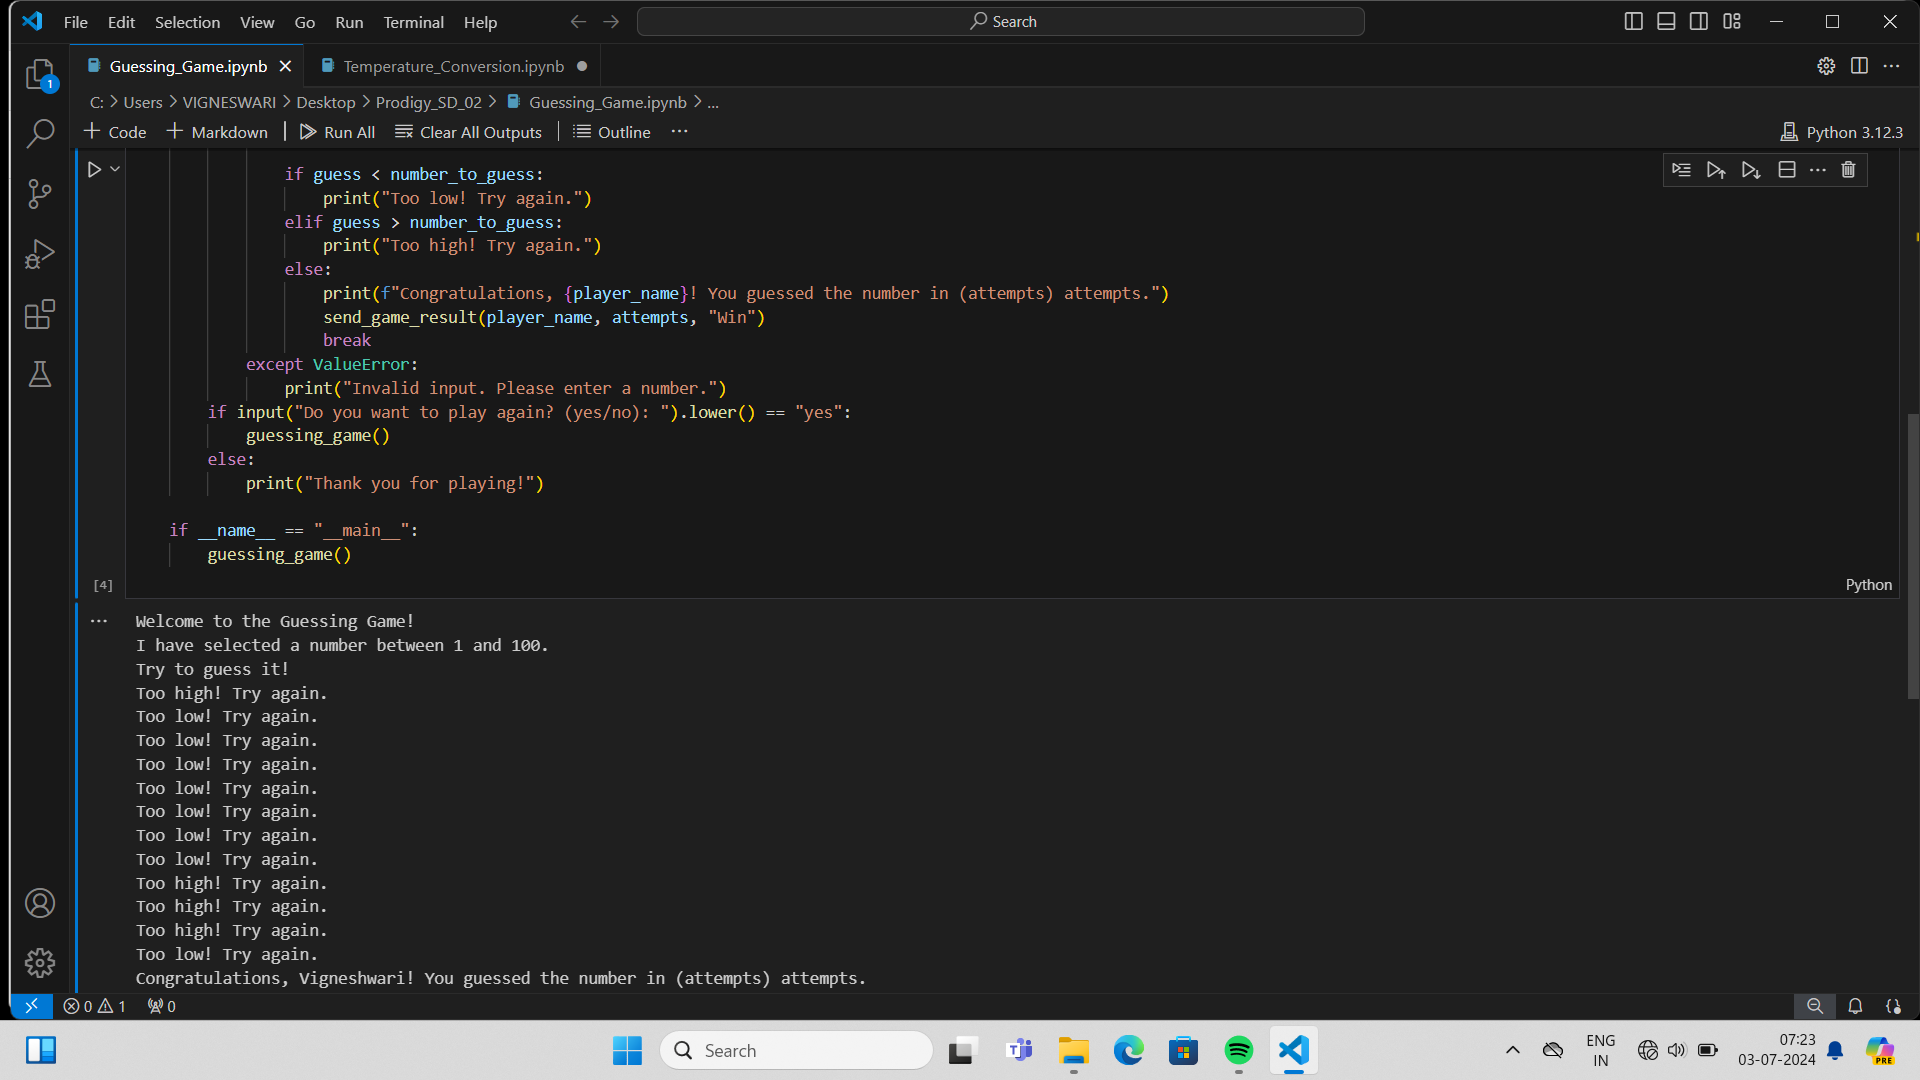 File Edit Selection View Go Run Terminal Help Search
Guessing_Game.ipynb Temperature_Conversion.ipynb
C: > Users > VIGNESWARI > Desktop > Prodigy_SD_02 > Guessing_Game.ipynb > ...
+ Code + Markdown | Run All Clear All Outputs | Outline ... Python 3.12.3
if guess < number_to_guess:
print("Too low! Try again.")
elif guess > number_to_guess:
print("Too high! Try again.")
else:
print(f"Congratulations, {player_name}! You guessed the number in (attempts) attempts.")
send_game_result(player_name, attempts, "Win")
break
except ValueError:
print("Invalid input. Please enter a number.")
if input("Do you want to play again? (yes/no): ").lower() == "yes":
guessing_game()
else:
print("Thank you for playing!")
if __name__ == "__main__":
guessing_game()
[4] Python
Welcome to the Guessing Game!
I have selected a number between 1 and 100.
Try to guess it!
Too high! Try again.
Too low! Try again.
Too low! Try again.
Too low! Try again.
Too low! Try again.
Too low! Try again.
Too low! Try again.
Too low! Try again.
Too high! Try again.
Too high! Try again.
Too high! Try again.
Too low! Try again.
Congratulations, Vigneshwari! You guessed the number in (attempts) attempts.
0 1 0
Search ENG 07:23
IN 03-07-2024 PRE